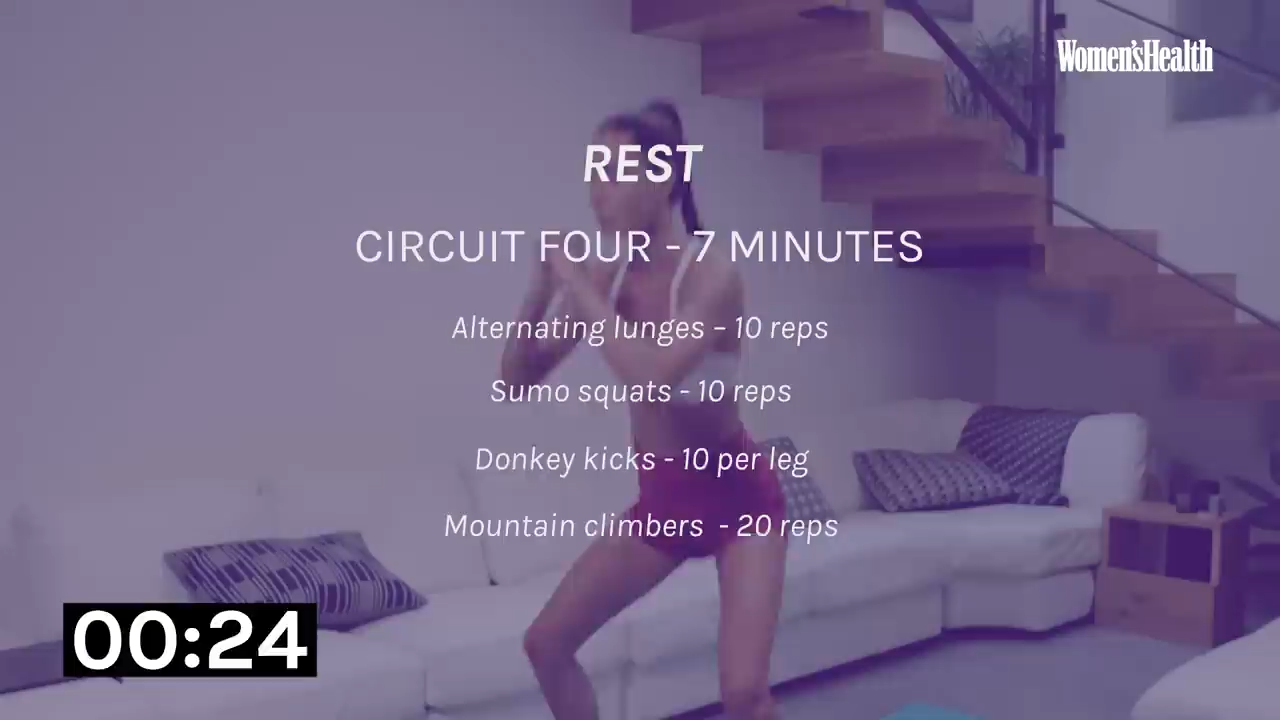 Women'sHealth
REST
CIRCUIT FOUR - 7 MINUTES
Alternating lunges – 10 reps
Sumo squats - 10 reps
Donkey kicks - 10 per leg
Mountain climbers - 20 reps
00:24